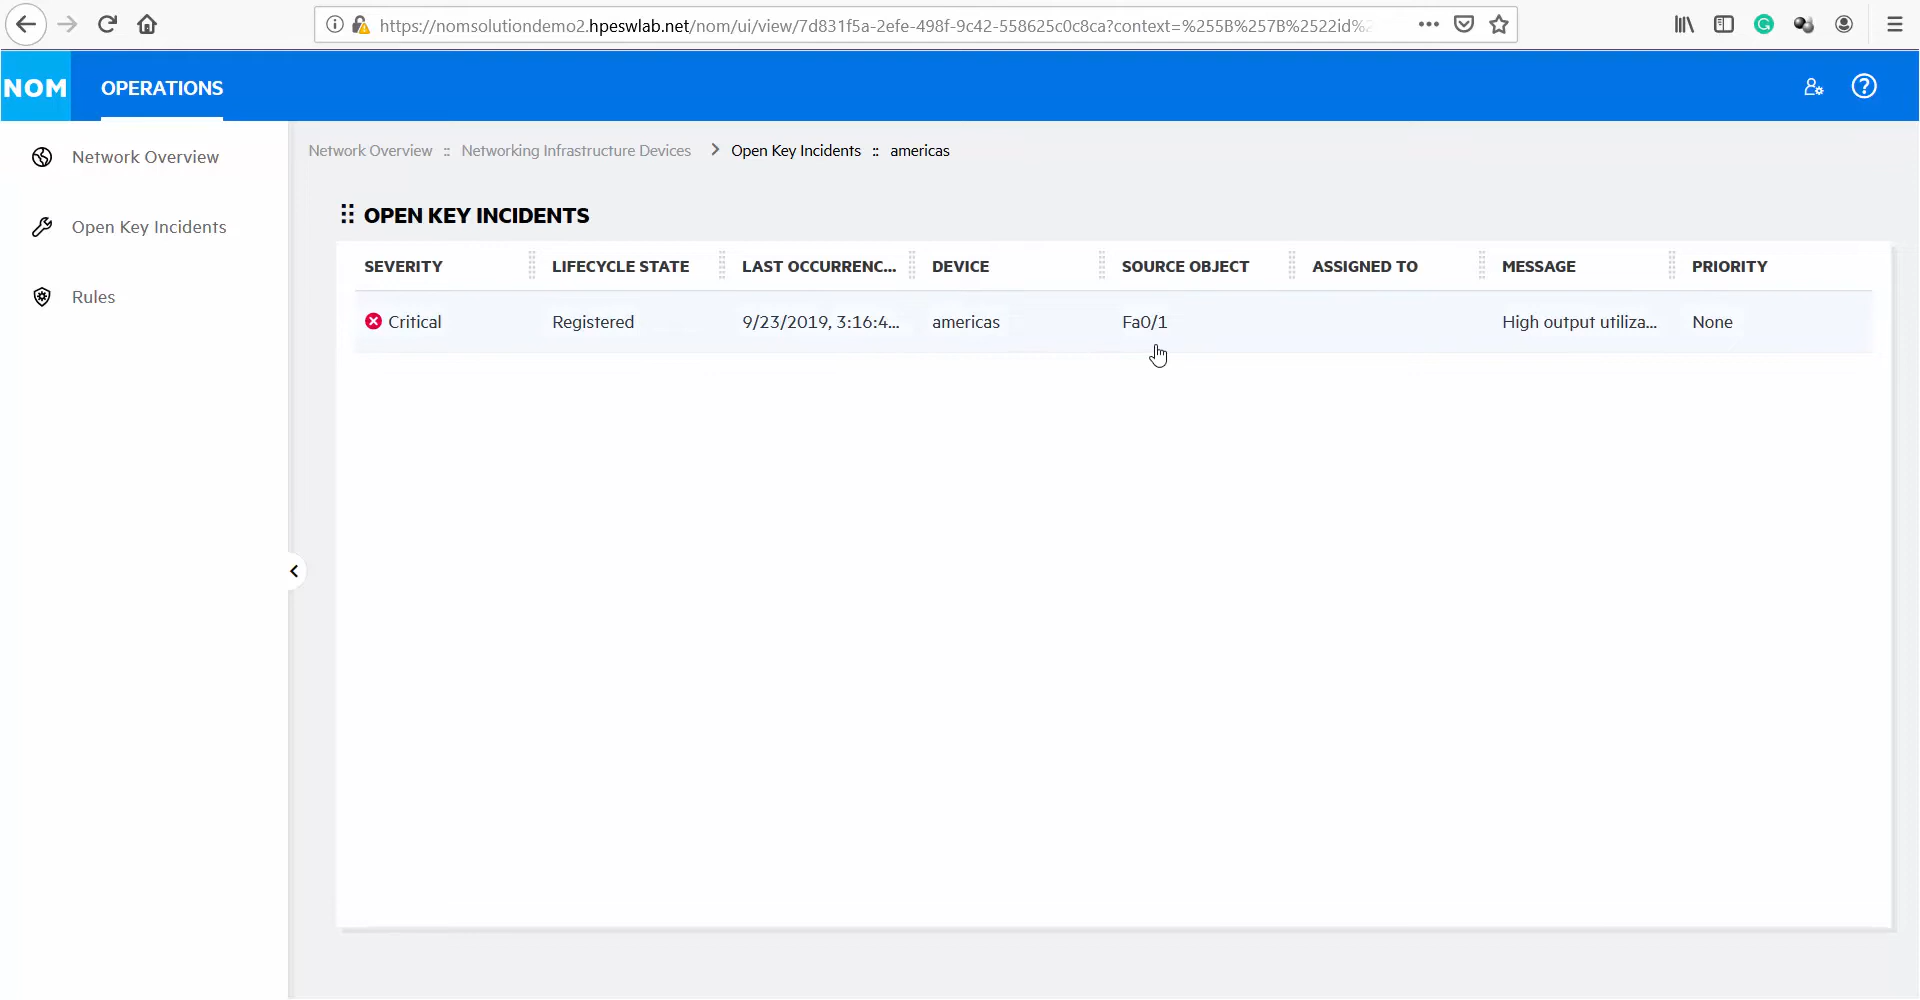 https://nomsolutiondemo2.hpeswlab.net/nom/ui/view/7d831f5a-2efe-498f-9c42-558625c0c8ca?context=%255B%257B%2522id%2
NOM OPERATIONS
Network Overview
Open Key Incidents
Rules
Network Overview :: Networking Infrastructure Devices > Open Key Incidents :: americas
OPEN KEY INCIDENTS
SEVERITY LIFECYCLE STATE LAST OCCURRENC... DEVICE SOURCE OBJECT ASSIGNED TO MESSAGE PRIORITY
Critical Registered 9/23/2019, 3:16:4... americas Fa0/1 High output utiliza... None